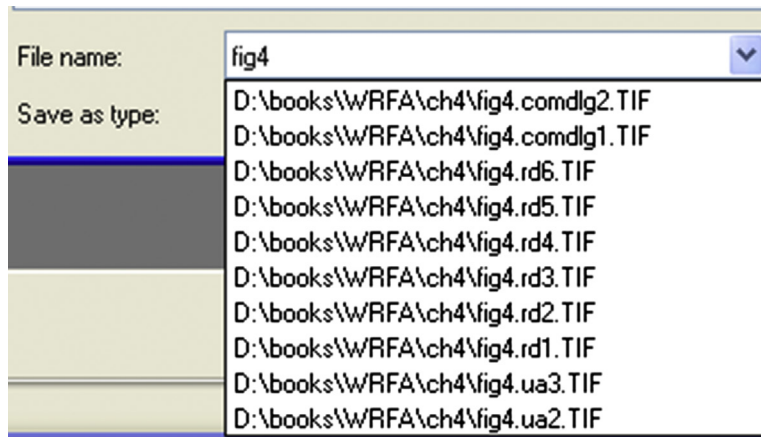 File name:
fig4
Save as type:
D:\books\WRFA\ch4\fig4.comdlg2.TIF
D:\books\WRFA\ch4\fig4.comdlg1.TIF
D:\books\WRFA\ch4\fig4.rd6.TIF
D:\books\WRFA\ch4\fig4.rd5.TIF
D:\books\WRFA\ch4\fig4.rd4.TIF
D:\books\WRFA\ch4\fig4.rd3.TIF
D:\books\WRFA\ch4\fig4.rd2.TIF
D:\books\WRFA\ch4\fig4.rd1.TIF
D:\books\WRFA\ch4\fig4.ua3.TIF
D:\books\WRFA\ch4\fig4.ua2.TIF